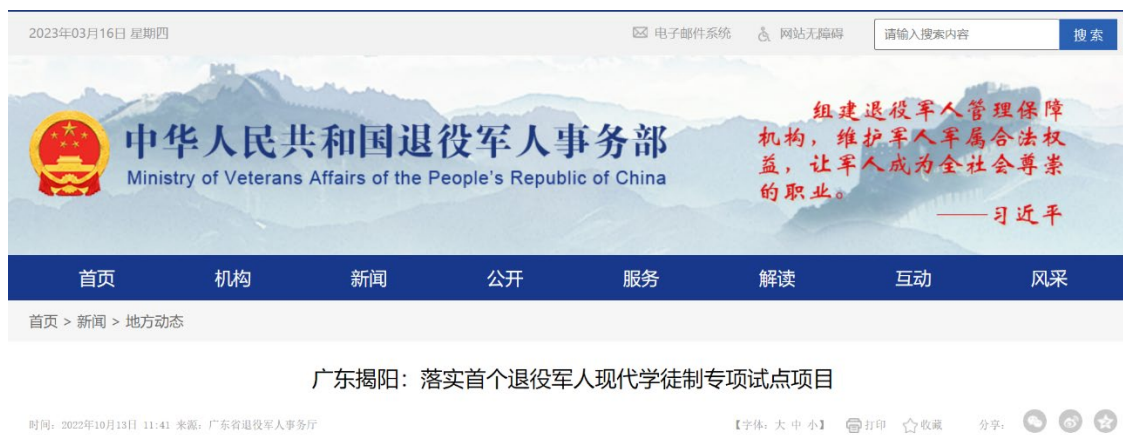 2023年03月16日 星期四
电子邮件系统 网站无障碍 请输入搜索内容 搜 索
中华人民共和国退役军人事务部
Ministry of Veterans Affairs of the People's Republic of China
组建退役军人管理保障
机构，维护军人军属合法权
益，让军人成为全社会尊崇
的职业。
——习近平
首页 机构 新闻 公开 服务 解读 互动 风采
首页 > 新闻 > 地方动态
广东揭阳：落实首个退役军人现代学徒制专项试点项目
时间：2022年10月13日 11:41 来源：广东省退役军人事务厅 【字体：大 中 小】 打印 收藏 分享：